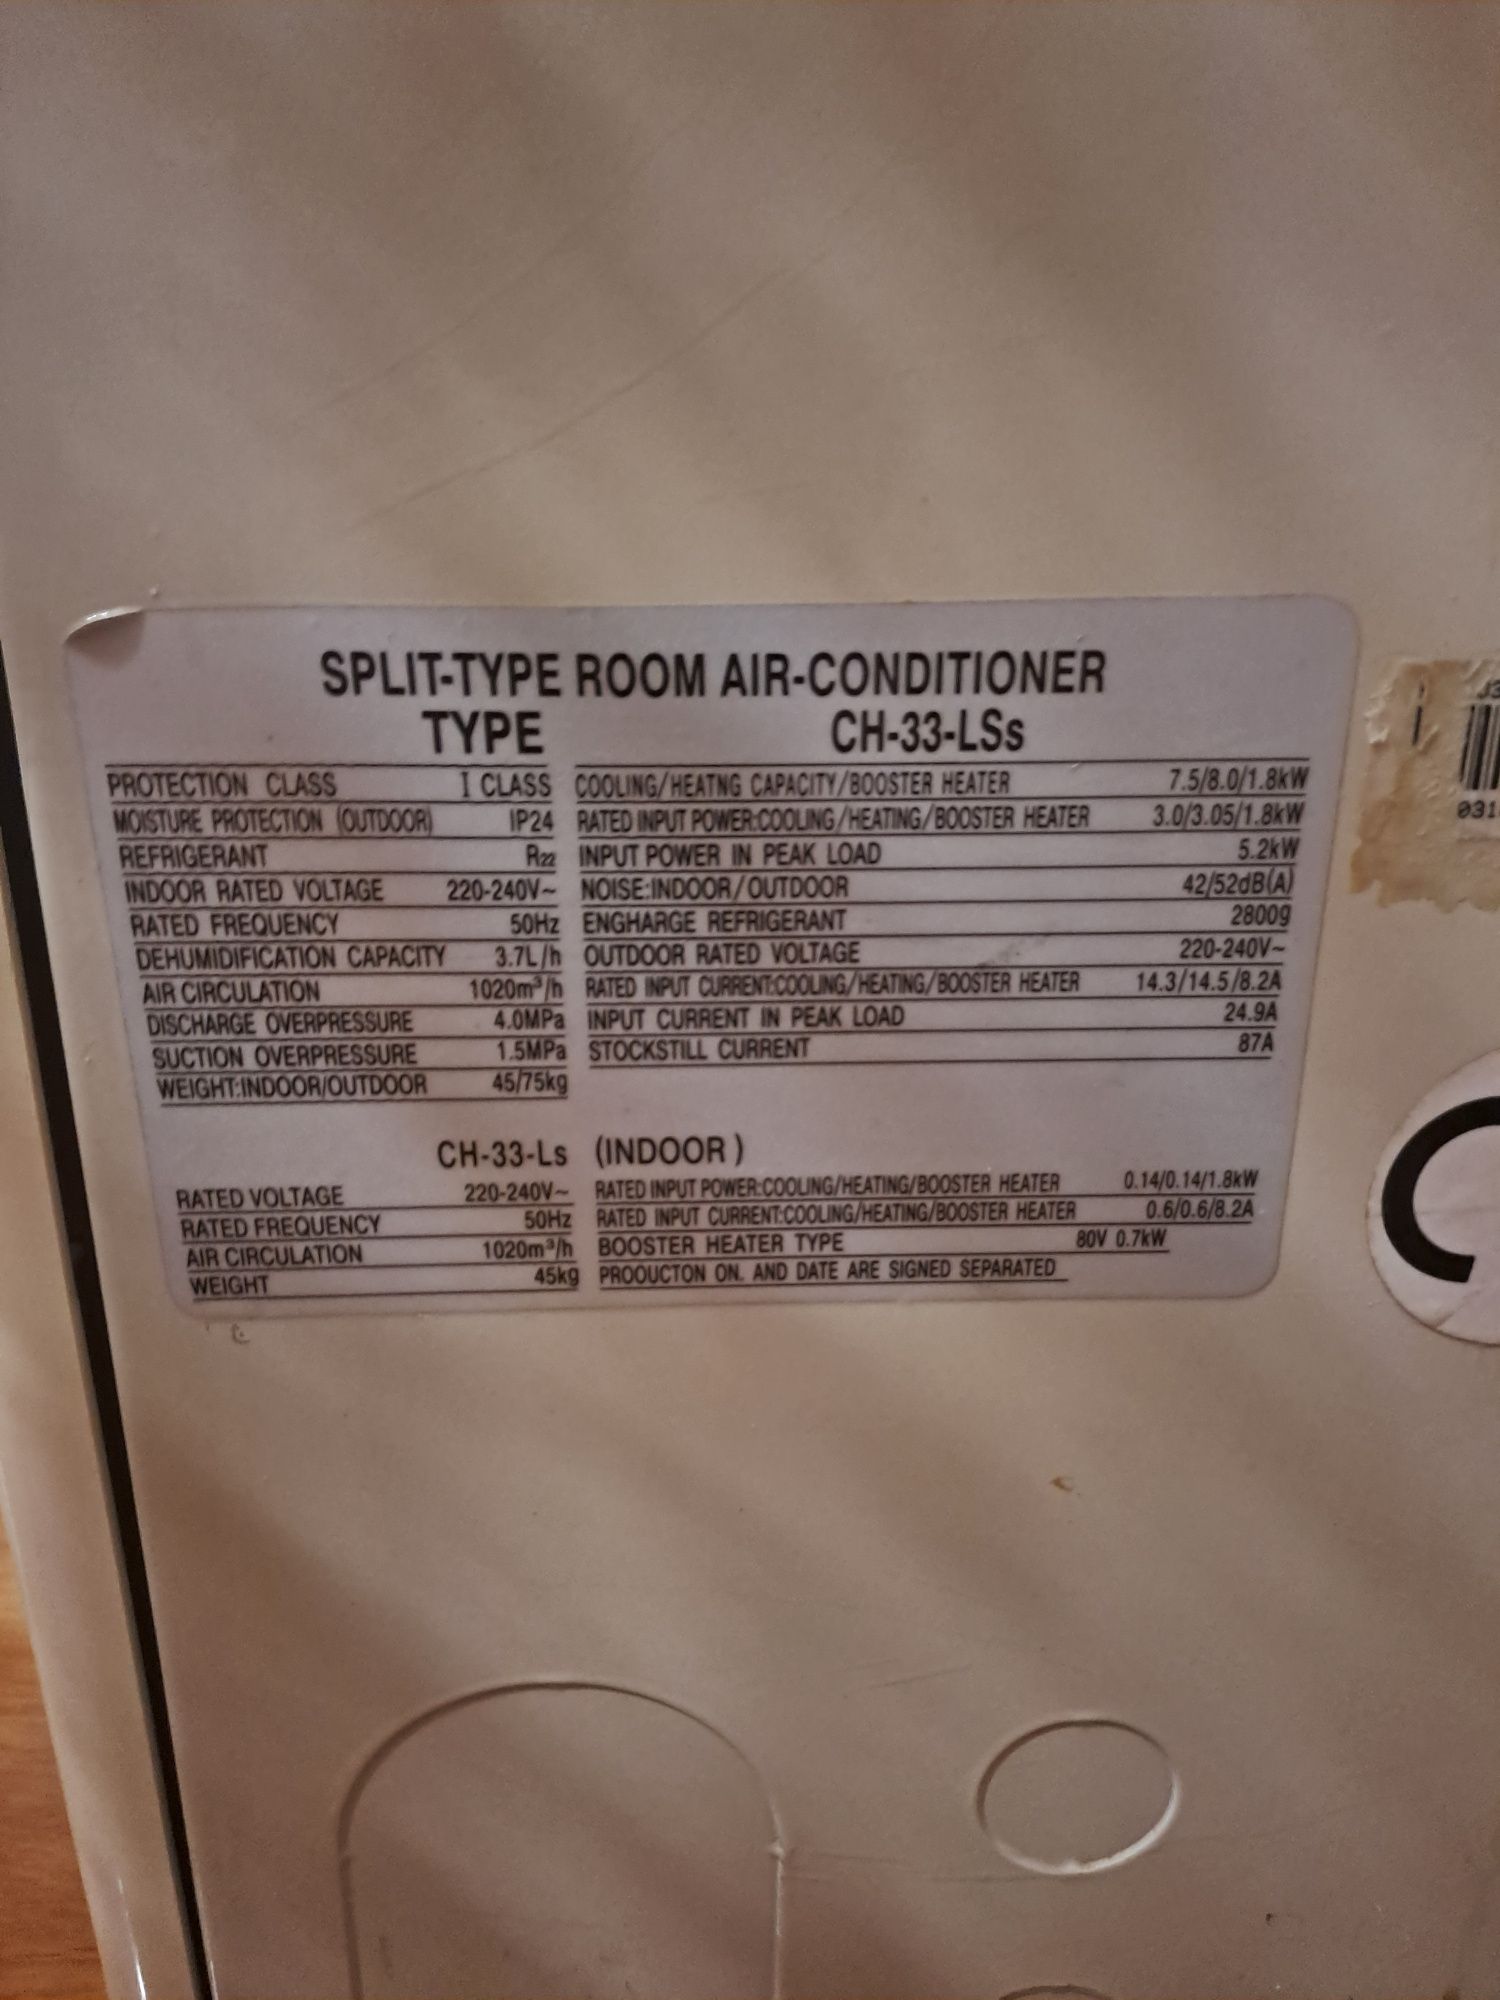 SPLIT-TYPE ROOM AIR-CONDITIONER
TYPE CH-33-LSs
PROTECTION CLASS I CLASS COOLING/HEATNG CAPACITY/BOOSTER HEATER 7.5/8.0/1.8kW
MOISTURE PROTECTION (OUTDOOR) IP24 RATED INPUT POWER:COOLING/HEATING/BOOSTER HEATER 3.0/3.05/1.8kW
REFRIGERANT R22 INPUT POWER IN PEAK LOAD 5.2kW
INDOOR RATED VOLTAGE 220-240V~ NOISE:INDOOR/OUTDOOR 42/52dB(A)
RATED FREQUENCY 50Hz ENGHARGE REFRIGERANT 2800g
DEHUMIDIFICATION CAPACITY 3.7L/h OUTDOOR RATED VOLTAGE 220-240V~
AIR CIRCULATION 1020m³/h RATED INPUT CURRENT:COOLING/HEATING/BOOSTER HEATER 14.3/14.5/8.2A
DISCHARGE OVERPRESSURE 4.0MPa INPUT CURRENT IN PEAK LOAD 24.9A
SUCTION OVERPRESSURE 1.5MPa STOCKSTILL CURRENT 87A
WEIGHT:INDOOR/OUTDOOR 45/75kg
CH-33-Ls (INDOOR)
RATED VOLTAGE 220-240V~ RATED INPUT POWER:COOLING/HEATING/BOOSTER HEATER 0.14/0.14/1.8kW
RATED FREQUENCY 50Hz RATED INPUT CURRENT:COOLING/HEATING/BOOSTER HEATER 0.6/0.6/8.2A
AIR CIRCULATION 1020m³/h BOOSTER HEATER TYPE 80V 0.7kW
WEIGHT 45kg PROOUCTON ON. AND DATE ARE SIGNED SEPARATED
031